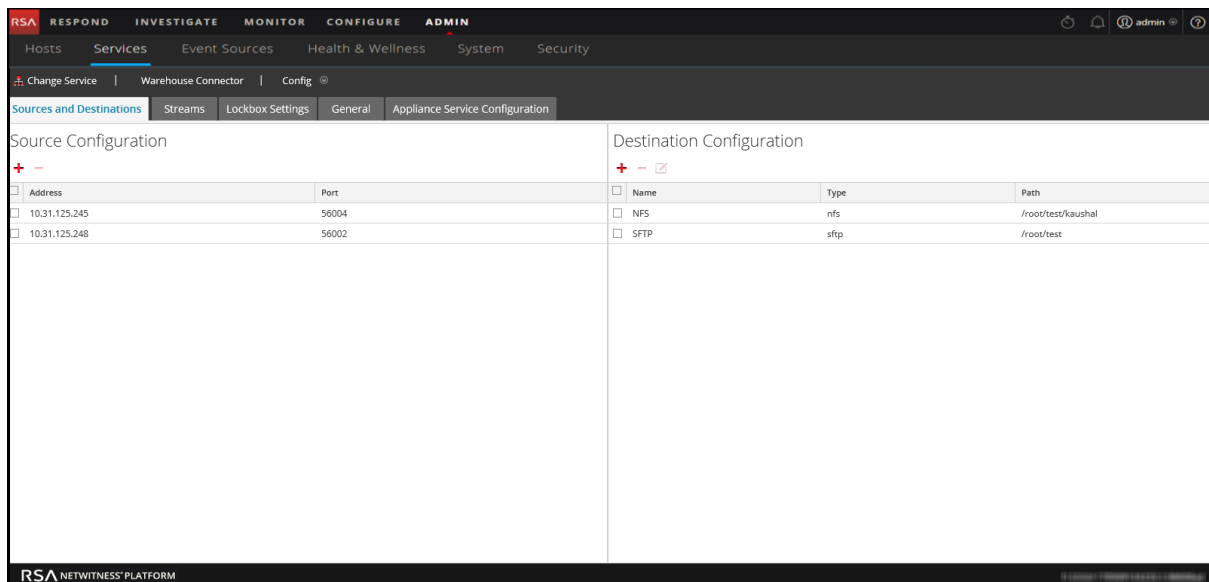 RSA RESPOND INVESTIGATE MONITOR CONFIGURE ADMIN admin ?
Hosts Services Event Sources Health & Wellness System Security
Change Service | Warehouse Connector | Config
Sources and Destinations Streams Lockbox Settings General Appliance Service Configuration
Source Configuration
Address Port
10.31.125.245 56004
10.31.125.248 56002
Destination Configuration
Name Type Path
NFS nfs /root/test/kaushal
SFTP sftp /root/test
RSA NETWITNESS® PLATFORM